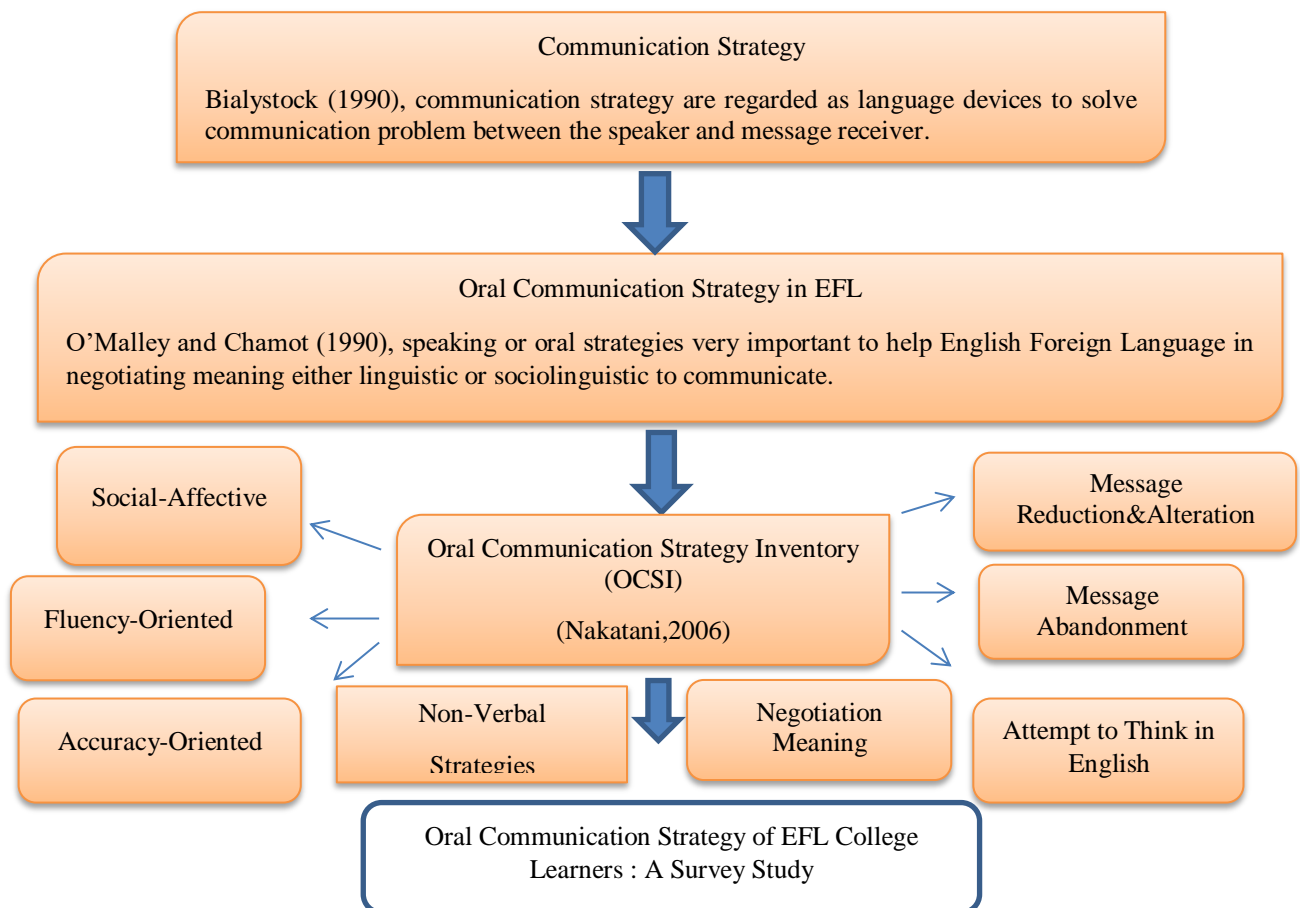 Communication Strategy
Bialystock (1990), communication strategy are regarded as language devices to solve
communication problem between the speaker and message receiver.
Oral Communication Strategy in EFL
O’Malley and Chamot (1990), speaking or oral strategies very important to help English Foreign Language in
negotiating meaning either linguistic or sociolinguistic to communicate.
Social-Affective
Message
Reduction&Alteration
Oral Communication Strategy Inventory
(OCSI)
(Nakatani,2006)
Fluency-Oriented
Message
Abandonment
Accuracy-Oriented
Non-Verbal
Strategies
Negotiation
Meaning
Attempt to Think in
English
Oral Communication Strategy of EFL College
Learners : A Survey Study